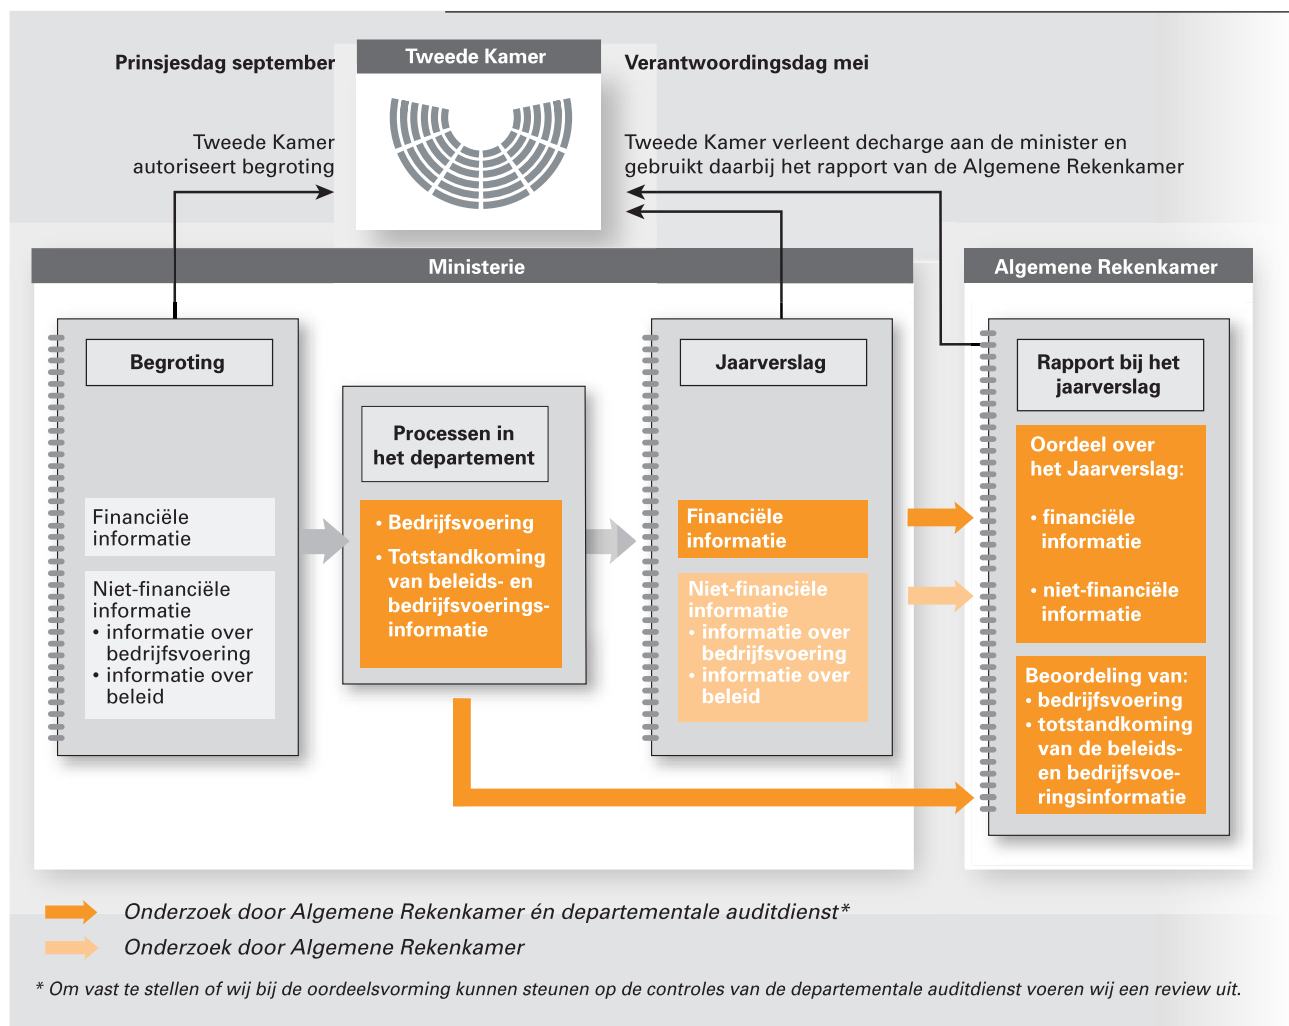 Prinsjesdag september
Tweede Kamer
Verantwoordingsdag mei
Tweede Kamer
autoriseert begroting
Tweede Kamer verleent decharge aan de minister en
gebruikt daarbij het rapport van de Algemene Rekenkamer
Ministerie
Algemene Rekenkamer
Begroting
Financiële
informatie
Niet-financiële
informatie
• informatie over
bedrijfsvoering
• informatie over
beleid
Processen in
het departement
• Bedrijfsvoering
• Totstandkoming
van beleids- en
bedrijfsvoerings-
informatie
Jaarverslag
Financiële
informatie
Niet-financiële
informatie
• informatie over
bedrijfsvoering
• informatie over
beleid
Rapport bij het
jaarverslag
Oordeel over
het Jaarverslag:
• financiële
informatie
• niet-financiële
informatie
Beoordeling van:
• bedrijfsvoering
• totstandkoming
van de beleids-
en bedrijfsvoe-
ringsinformatie
Onderzoek door Algemene Rekenkamer én departementale auditdienst*
Onderzoek door Algemene Rekenkamer
* Om vast te stellen of wij bij de oordeelsvorming kunnen steunen op de controles van de departementale auditdienst voeren wij een review uit.